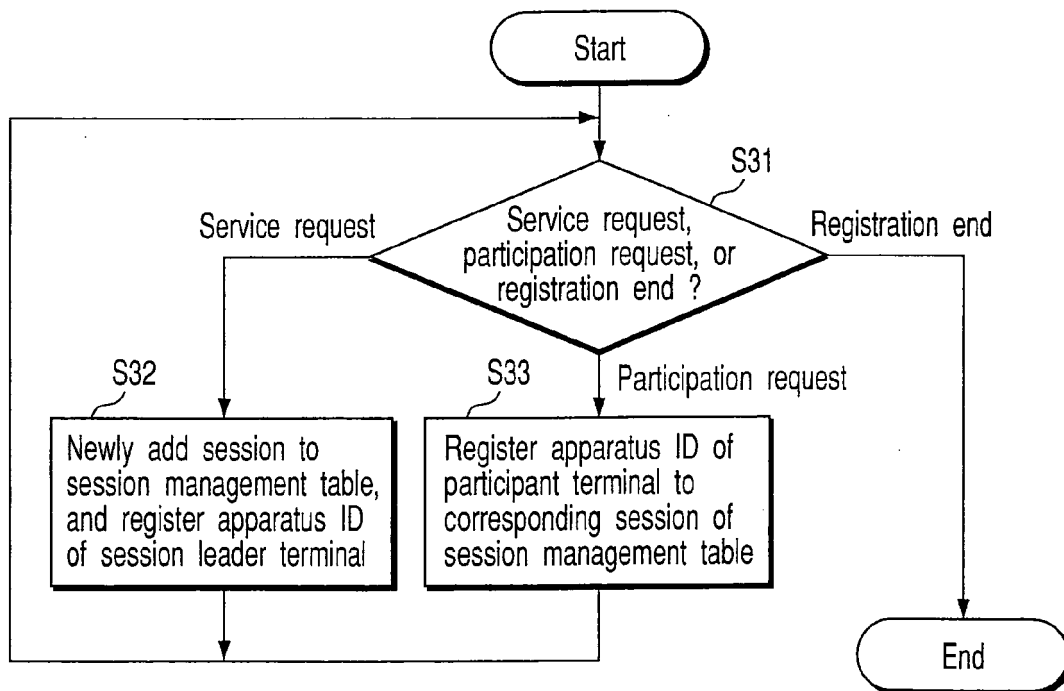 Start
S31
Service request
Service request,
participation request, or
registration end ?
Registration end
S32
S33
Participation request
Newly add session to
session management table,
and register apparatus ID
of session leader terminal
Register apparatus ID of
participant terminal to
corresponding session of
session management table
End